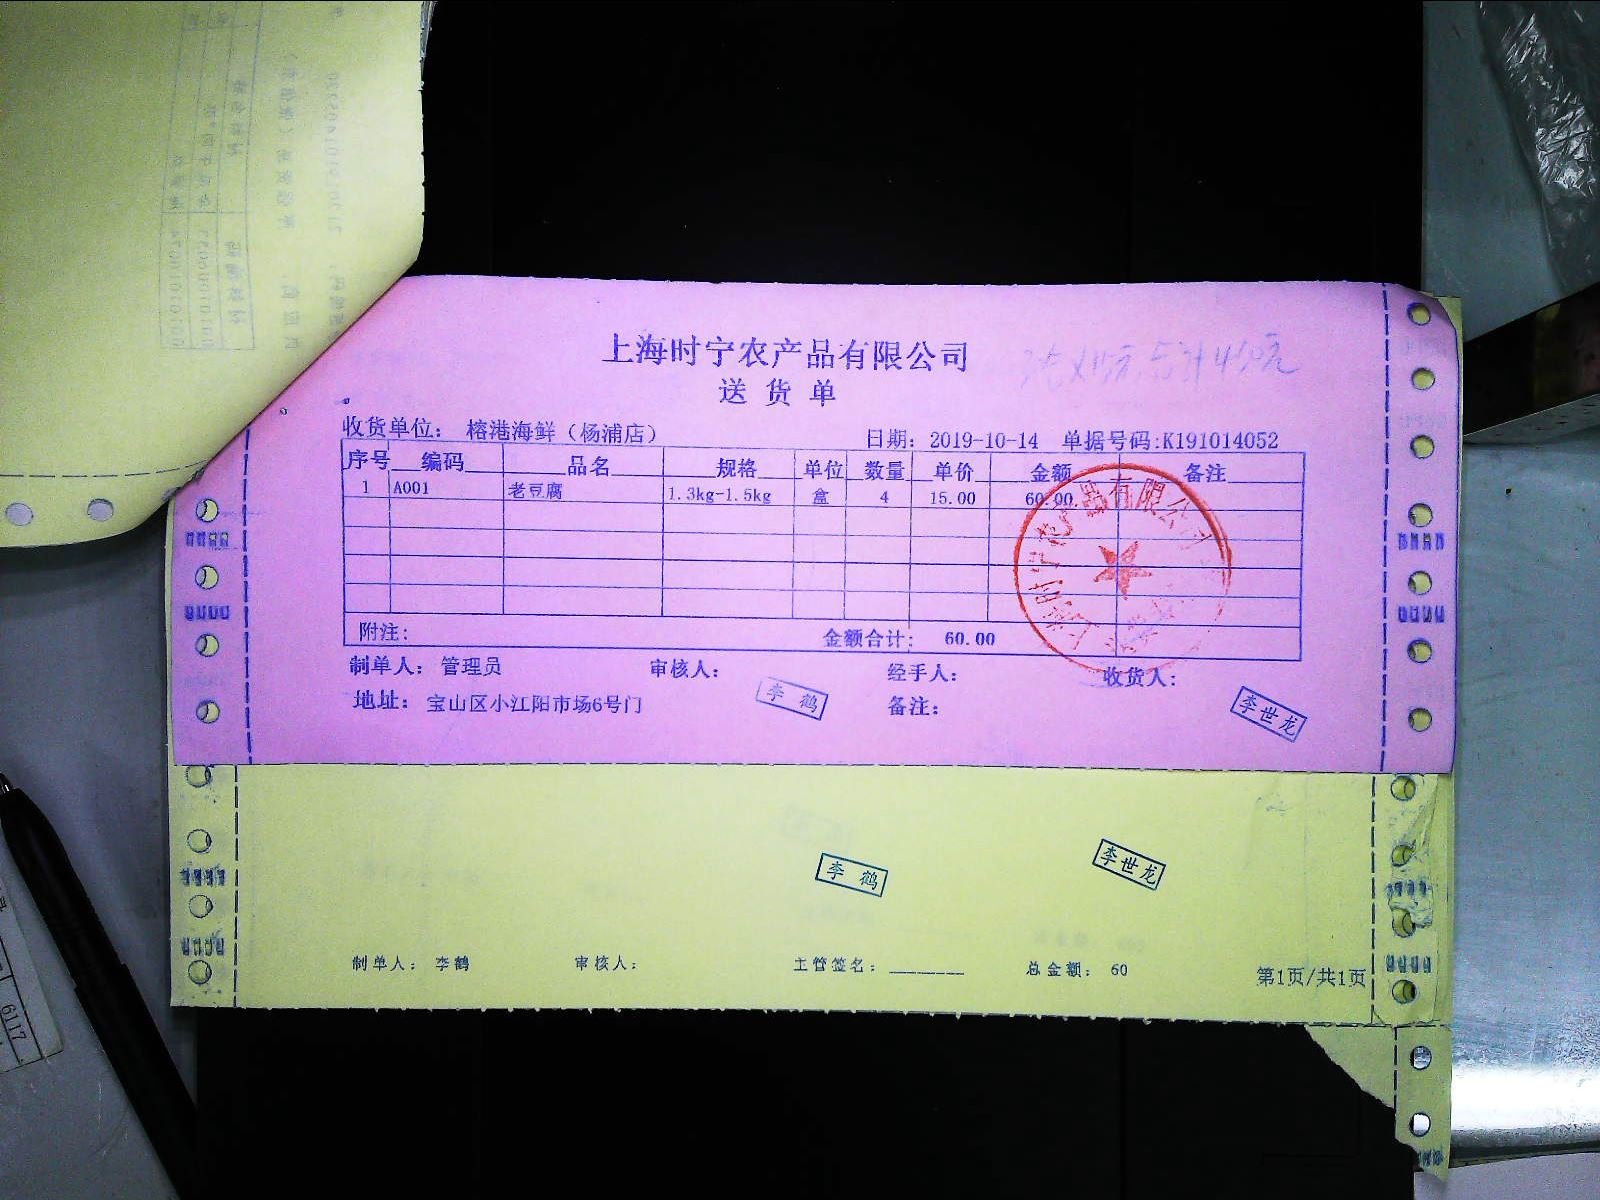 上海时宁农产品有限公司
送货单
收货单位： 榕港海鲜（杨浦店）
日期：2019-10-14 单据号码:K191014052
序号 编码 品名 规格 单位 数量 单价 金额 备注
1 A001 老豆腐 1.3kg-1.5kg 盒 4 15.00 60.00
附注： 金额合计： 60.00
制单人：管理员 审核人： 经手人： 收货人：
地址： 宝山区小江阳市场6号门 备注：
李鹤 李世龙
李鹤 李世龙
制单人：李鹤 审核人： 主管签名： 总金额：60
第1页/共1页
6117